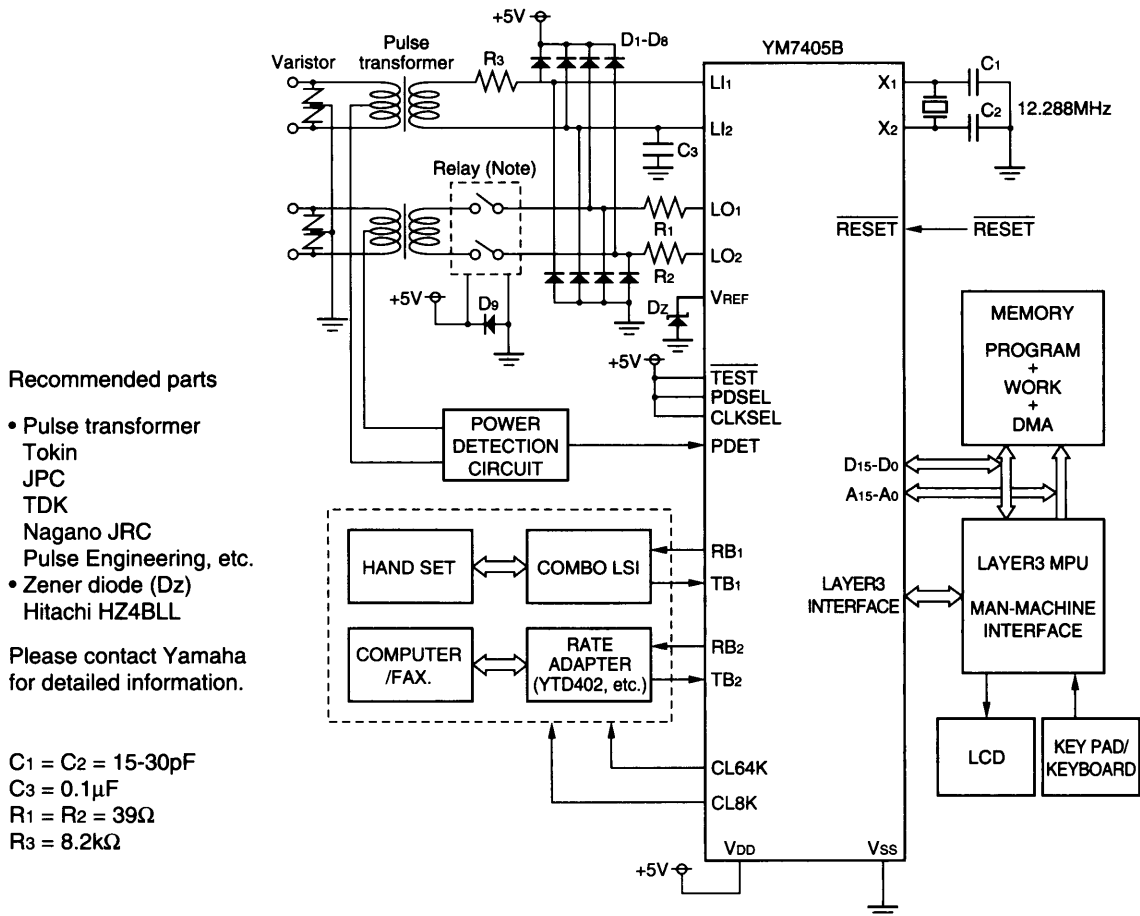 +5V
D1-D8
YM7405B
Varistor
Pulse
transformer
R3
LI1
LI2
C3
X1
X2
C1
C2
12.288MHz
Relay (Note)
LO1
R1
LO2
R2
RESET
RESET
+5V
D9
VREF
DZ
+5V
TEST
PDSEL
CLKSEL
POWER
DETECTION
CIRCUIT
PDET
MEMORY
PROGRAM
+
WORK
+
DMA
D15-D0
A15-A0
Recommended parts
• Pulse transformer
Tokin
JPC
TDK
Nagano JRC
Pulse Engineering, etc.
• Zener diode (Dz)
Hitachi HZ4BLL
Please contact Yamaha
for detailed information.
HAND SET
COMBO LSI
RB1
TB1
COMPUTER
/FAX.
RATE
ADAPTER
(YTD402, etc.)
RB2
TB2
LAYER3
INTERFACE
LAYER3 MPU
MAN-MACHINE
INTERFACE
LCD
KEY PAD/
KEYBOARD
CL64K
CL8K
C1 = C2 = 15-30pF
C3 = 0.1µF
R1 = R2 = 39Ω
R3 = 8.2kΩ
VDD
VSS
+5V